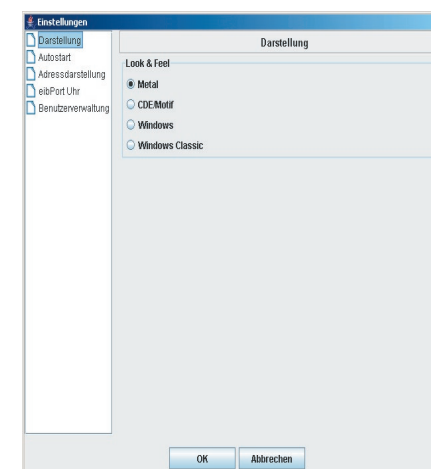 Einstellungen
Darstellung
Autostart
Adressdarstellung
eibPort Uhr
Benutzerverwaltung
Darstellung
Look & Feel
Metal
CDE/Motif
Windows
Windows Classic
OK
Abbrechen